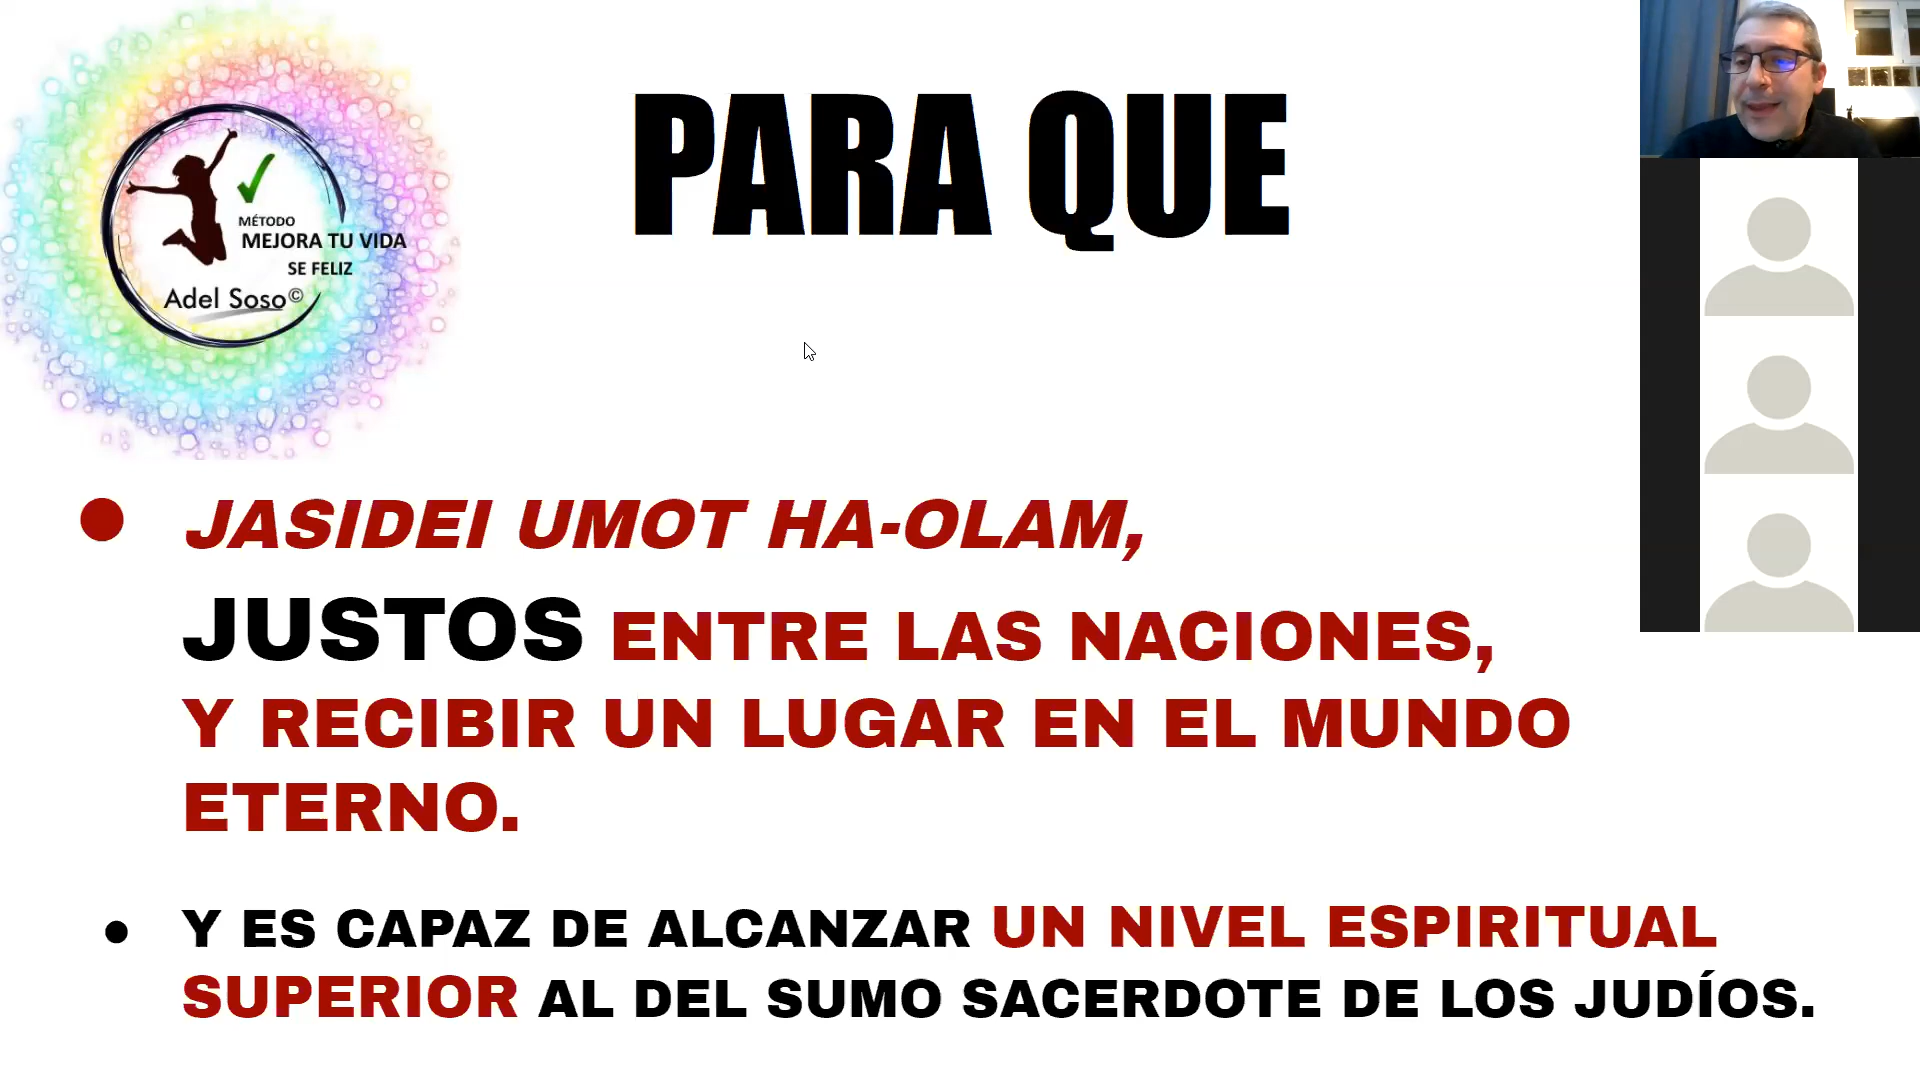 PARA QUE
MÉTODO
MEJORA TU VIDA
SE FELIZ
Adel Soso©
JASIDEI UMOT HA-OLAM,
JUSTOS ENTRE LAS NACIONES,
Y RECIBIR UN LUGAR EN EL MUNDO
ETERNO.
Y ES CAPAZ DE ALCANZAR UN NIVEL ESPIRITUAL
SUPERIOR AL DEL SUMO SACERDOTE DE LOS JUDÍOS.